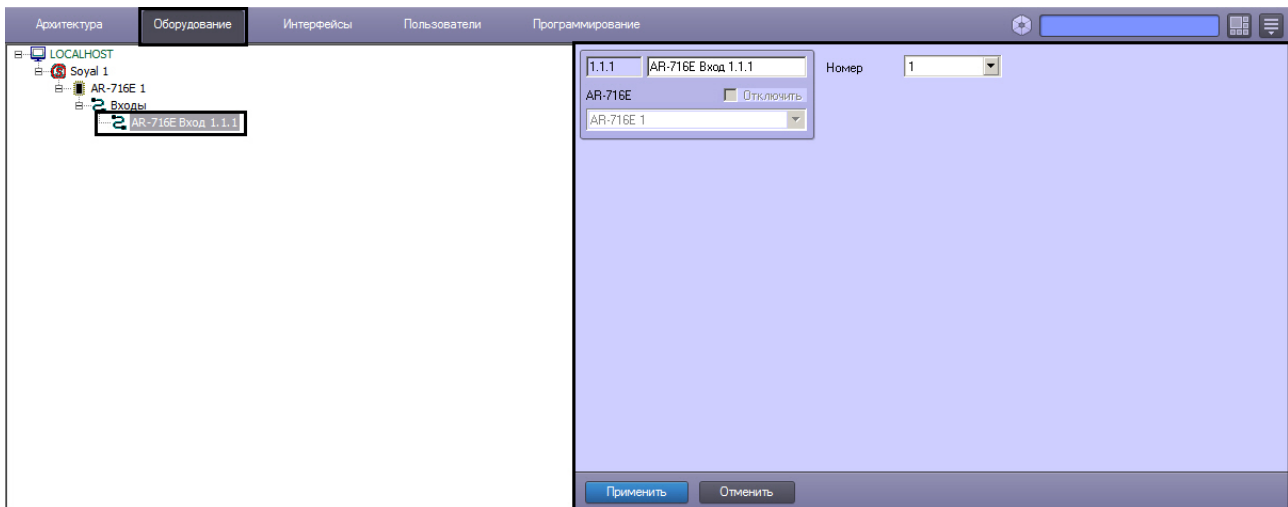 Архитектура Оборудование Интерфейсы Пользователи Программирование
LOCALHOST
Soyal 1
AR-716E 1
Входы
AR-716E Вход 1.1.1
1.1.1 AR-716E Вход 1.1.1 Номер 1
AR-716E Отключить
AR-716E 1
Применить Отменить